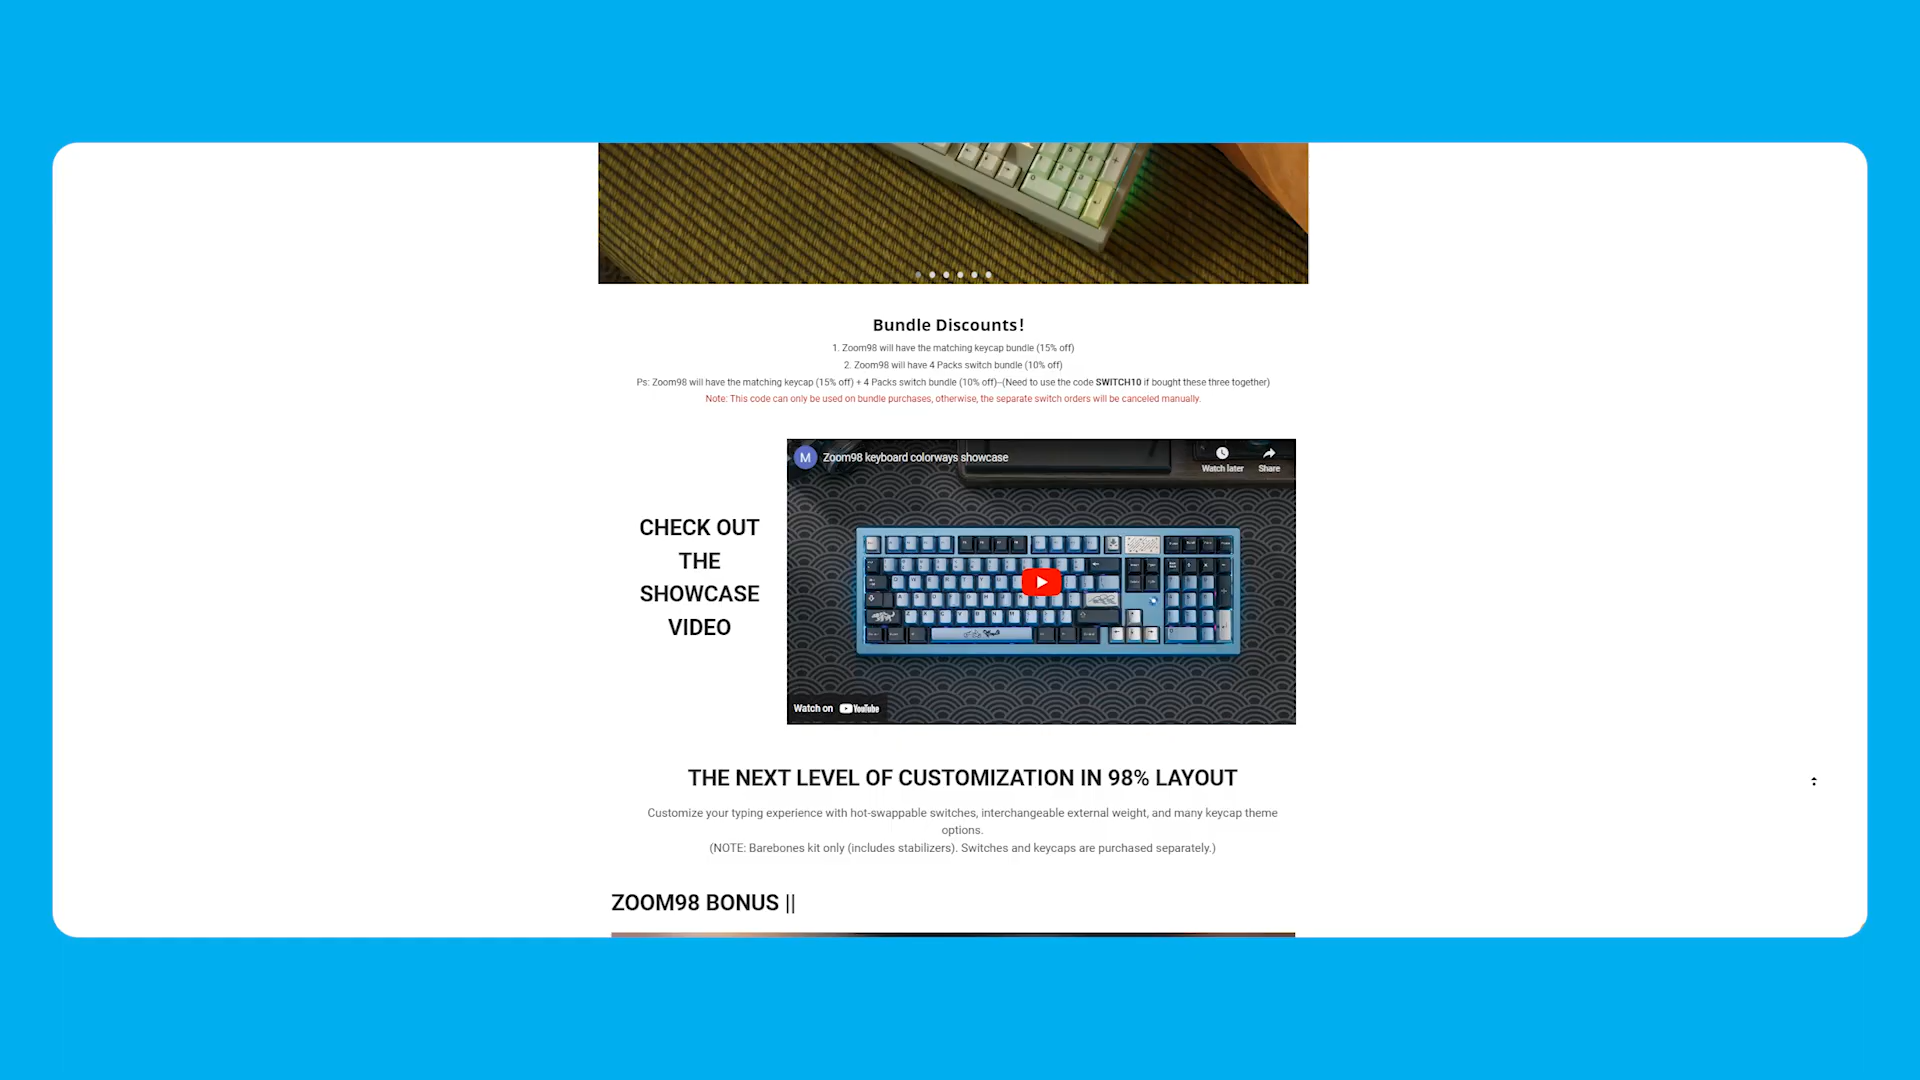 Bundle Discounts!
1. Zoom98 will have the matching keycap bundle (15% off)
2. Zoom98 will have 4 Packs switch bundle (10% off)
Ps: Zoom98 will have the matching keycap (15% off) + 4 Packs switch bundle (10% off)--(Need to use the code SWITCH10 if bought these three together)
Note: This code can only be used on bundle purchases, otherwise, the separate switch orders will be canceled manually.
M Zoom98 keyboard colorways showcase
Watch later
Share
CHECK OUT
THE
SHOWCASE
VIDEO
Watch on YouTube
THE NEXT LEVEL OF CUSTOMIZATION IN 98% LAYOUT
Customize your typing experience with hot-swappable switches, interchangeable external weight, and many keycap theme
options.
(NOTE: Barebones kit only (includes stabilizers). Switches and keycaps are purchased separately.)
ZOOM98 BONUS ||